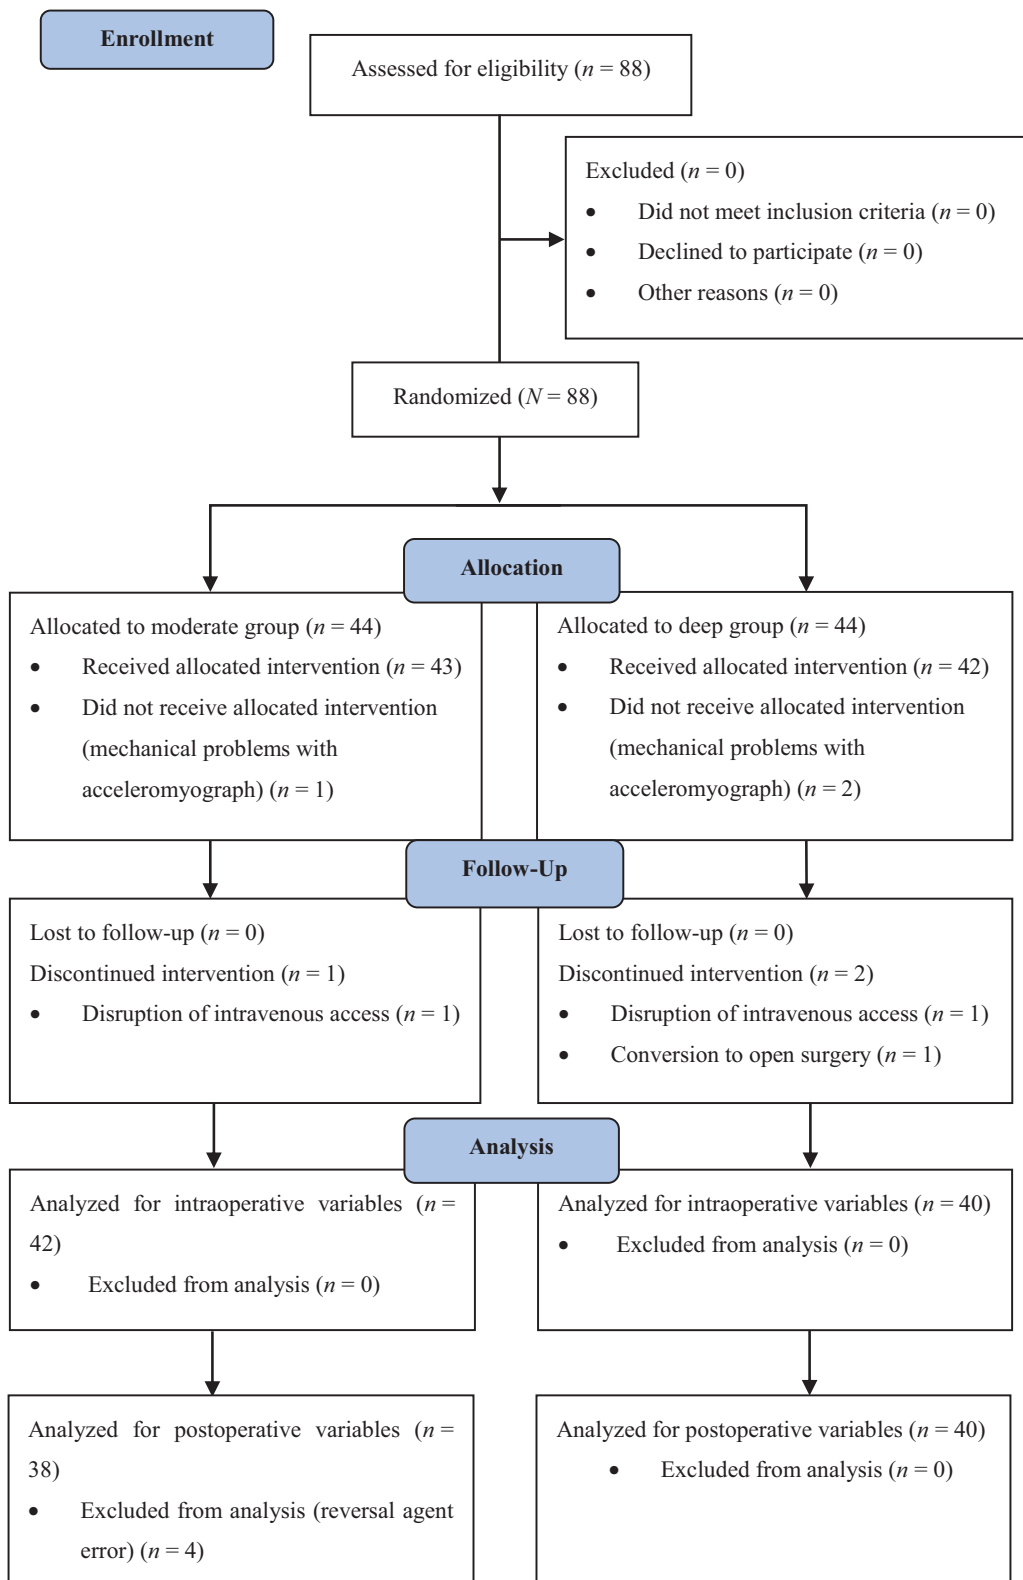 Enrollment
Assessed for eligibility (n = 88)
Excluded (n = 0)
• Did not meet inclusion criteria (n = 0)
• Declined to participate (n = 0)
• Other reasons (n = 0)
Randomized (N = 88)
Allocation
Allocated to moderate group (n = 44)
• Received allocated intervention (n = 43)
• Did not receive allocated intervention
(mechanical problems with
acceleromyograph) (n = 1)
Allocated to deep group (n = 44)
• Received allocated intervention (n = 42)
• Did not receive allocated intervention
(mechanical problems with
acceleromyograph) (n = 2)
Follow-Up
Lost to follow-up (n = 0)
Discontinued intervention (n = 1)
• Disruption of intravenous access (n = 1)
Lost to follow-up (n = 0)
Discontinued intervention (n = 2)
• Disruption of intravenous access (n = 1)
• Conversion to open surgery (n = 1)
Analysis
Analyzed for intraoperative variables (n =
42)
• Excluded from analysis (n = 0)
Analyzed for intraoperative variables (n = 40)
• Excluded from analysis (n = 0)
Analyzed for postoperative variables (n =
38)
• Excluded from analysis (reversal agent
error) (n = 4)
Analyzed for postoperative variables (n = 40)
• Excluded from analysis (n = 0)